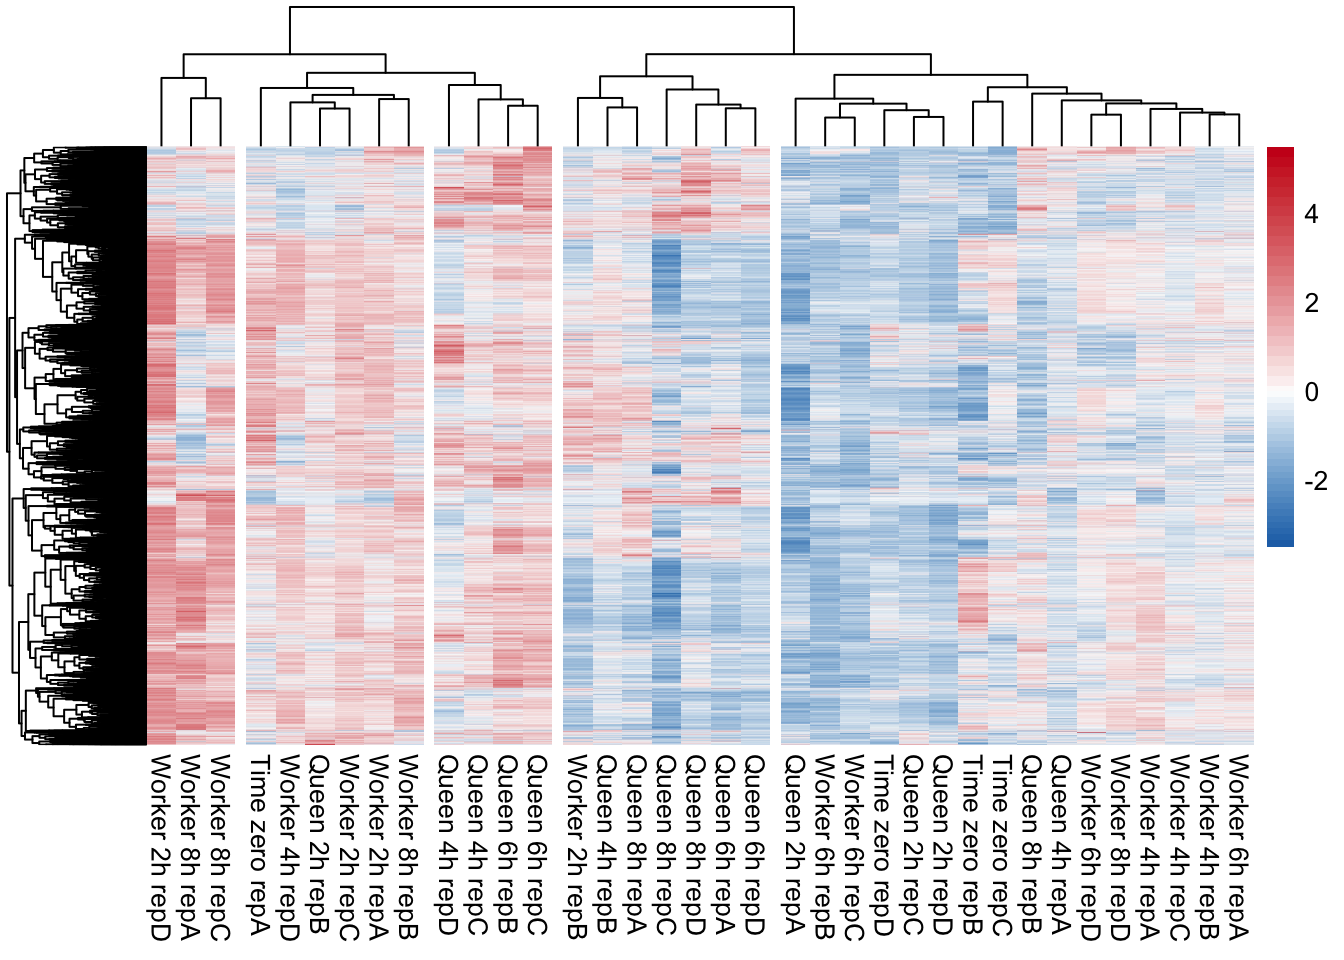 4
2
0
-2
Worker 2h repD
Worker 8h repA
Worker 8h repC
Time zero repA
Worker 4h repD
Queen 2h repB
Worker 2h repC
Worker 2h repA
Worker 8h repB
Queen 4h repD
Queen 4h repC
Queen 6h repB
Queen 6h repC
Worker 2h repB
Queen 4h repB
Queen 8h repA
Queen 8h repC
Queen 8h repD
Queen 6h repA
Queen 6h repD
Queen 2h repA
Worker 6h repB
Worker 6h repC
Time zero repD
Queen 2h repC
Queen 2h repD
Time zero repB
Time zero repC
Queen 8h repB
Queen 4h repA
Worker 6h repD
Worker 8h repD
Worker 4h repA
Worker 4h repC
Worker 4h repB
Worker 6h repA